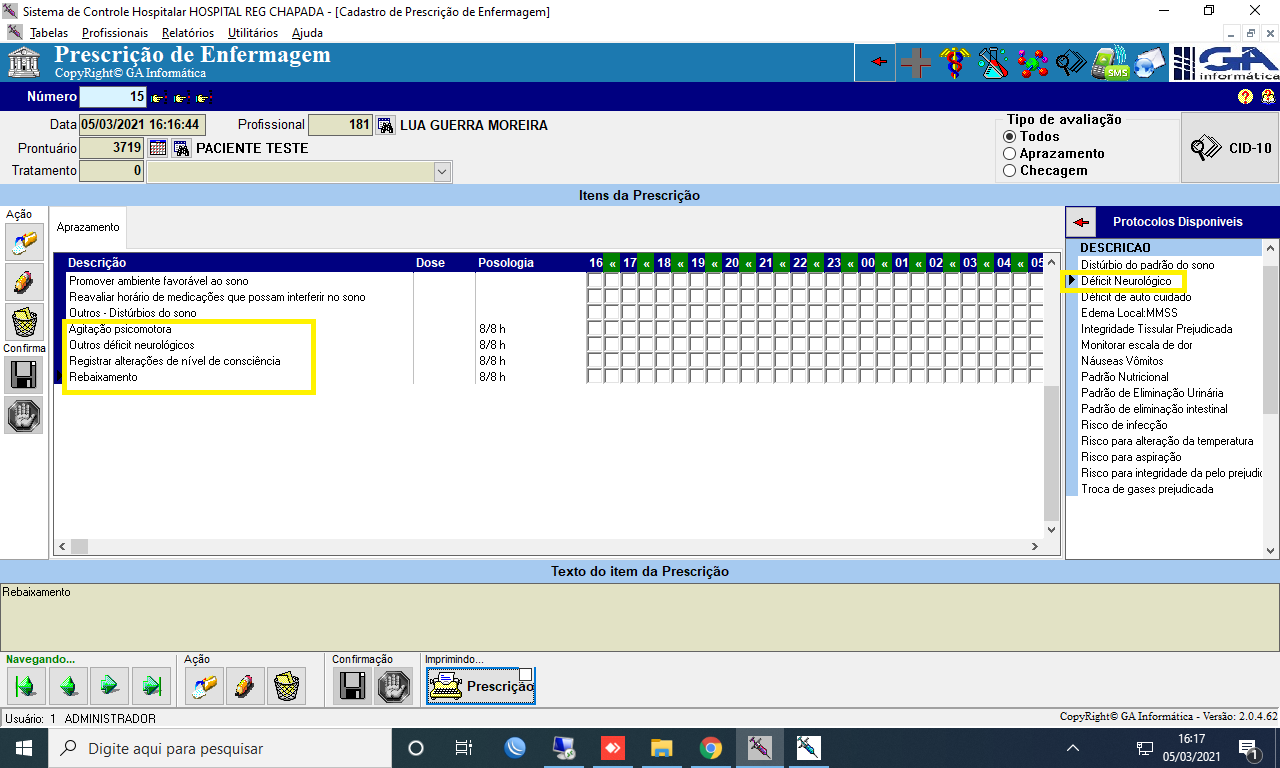 Sistema de Controle Hospitalar HOSPITAL REG CHAPADA - [Cadastro de Prescrição de Enfermagem]
Tabelas Profissionais Relatórios Utilitários Ajuda
Prescrição de Enfermagem
CopyRight© GA Informática
SMS
GA
informática
Número 15
Data 05/03/2021 16:16:44 Profissional 181 LUA GUERRA MOREIRA
Prontuário 3719 PACIENTE TESTE
Tratamento 0
Tipo de avaliação
Todos
Aprazamento
Checagem
CID-10
Itens da Prescrição
Ação
Confirma
Aprazamento
Descrição Dose Posologia 16 « 17 « 18 « 19 « 20 « 21 « 22 « 23 « 00 « 01 « 02 « 03 « 04 « 05
Promover ambiente favorável ao sono
Reavaliar horário de medicações que possam interferir no sono
Outros - Distúrbios do sono
Agitação psicomotora 8/8 h
Outros déficit neurológicos 8/8 h
Registrar alterações de nível de consciência 8/8 h
Rebaixamento 8/8 h
Protocolos Disponiveis
DESCRICAO
Distúrbio do padrão do sono
Déficit Neurológico
Déficit de auto cuidado
Edema Local:MMSS
Integridade Tissular Prejudicada
Monitorar escala de dor
Náuseas Vômitos
Padrão Nutricional
Padrão de Eliminação Urinária
Padrão de eliminação intestinal
Risco de infecção
Risco para alteração da temperatura
Risco para aspiração
Risco para integridade da pelo prejudic
Troca de gases prejudicada
Texto do item da Prescrição
Rebaixamento
Navegando... Ação Confirmação Imprimindo...
Prescrição
Usuário: 1 ADMINISTRADOR CopyRight© GA Informática - Versão: 2.0.4.62
Digite aqui para pesquisar
16:17
05/03/2021
1